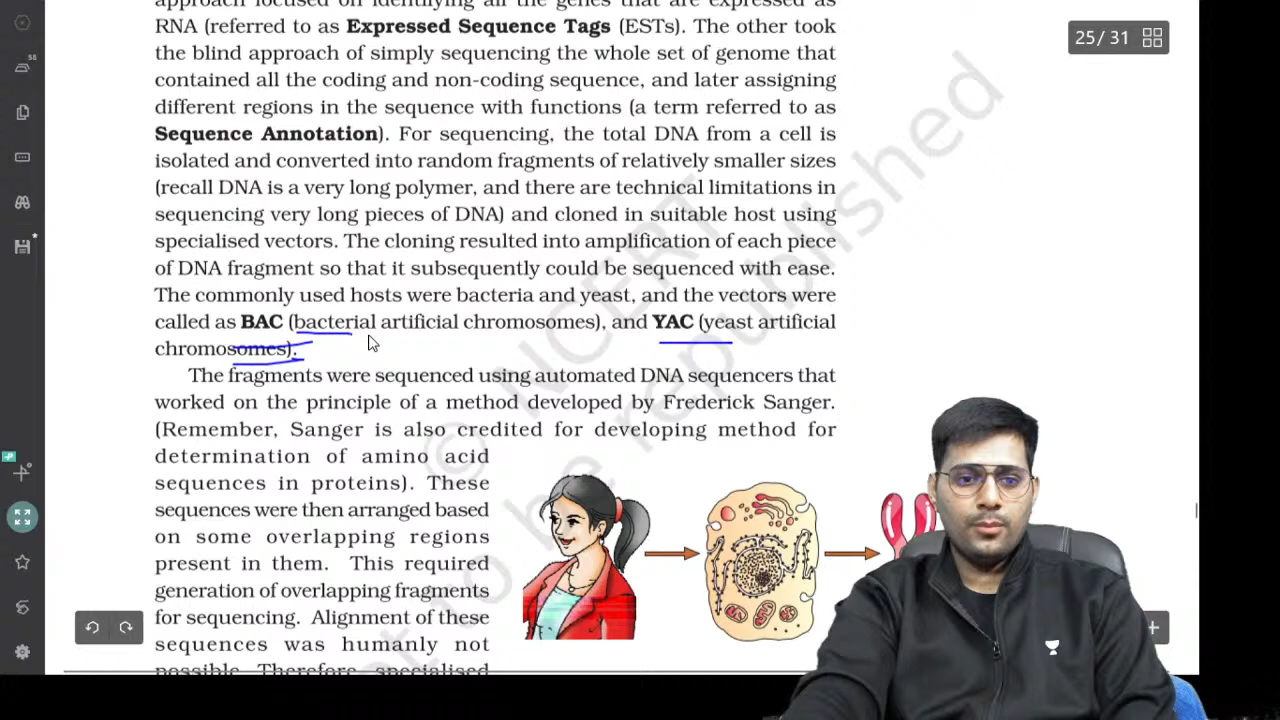 approach focused on identifying all the genes that are expressed as
RNA (referred to as Expressed Sequence Tags (ESTs). The other took
the blind approach of simply sequencing the whole set of genome that
contained all the coding and non-coding sequence, and later assigning
different regions in the sequence with functions (a term referred to as
Sequence Annotation). For sequencing, the total DNA from a cell is
isolated and converted into random fragments of relatively smaller sizes
(recall DNA is a very long polymer, and there are technical limitations in
sequencing very long pieces of DNA) and cloned in suitable host using
specialised vectors. The cloning resulted into amplification of each piece
of DNA fragment so that it subsequently could be sequenced with ease.
The commonly used hosts were bacteria and yeast, and the vectors were
called as BAC (bacterial artificial chromosomes), and YAC (yeast artificial
chromosomes).
The fragments were sequenced using automated DNA sequencers that
worked on the principle of a method developed by Frederick Sanger.
(Remember, Sanger is also credited for developing method for
determination of amino acid
sequences in proteins). These
sequences were then arranged based
on some overlapping regions
present in them. This required
generation of overlapping fragments
for sequencing. Alignment of these
sequences was humanly not
possible. Therefore, specialised
25/ 31
58
© NCERT
not to be republished